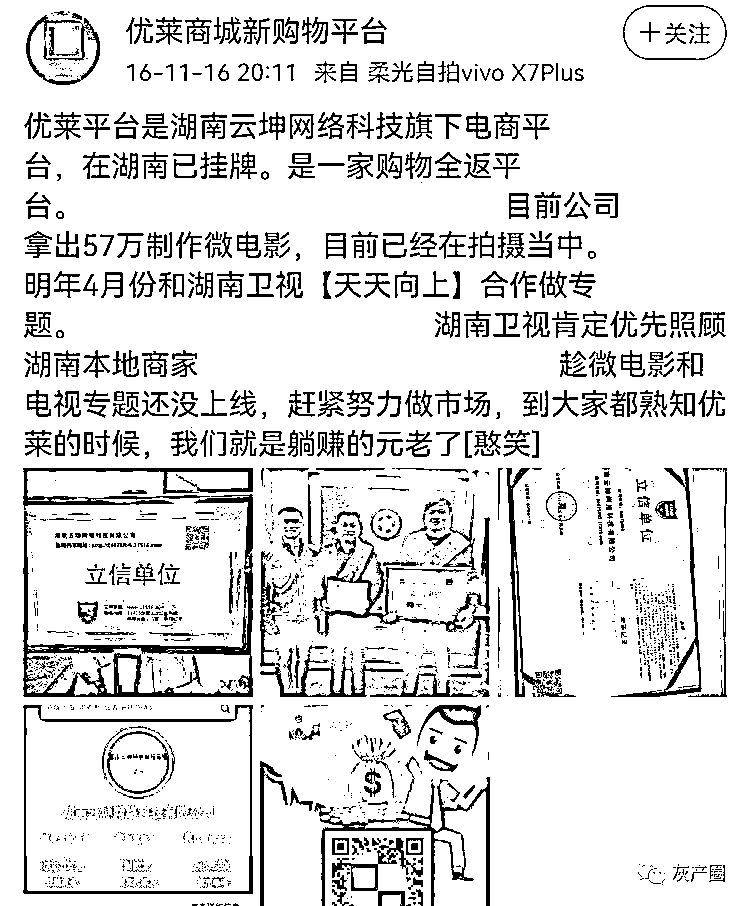 优莱商城新购物平台
+关注
16-11-16 20:11 来自 柔光自拍vivo X7Plus
优莱平台是湖南云坤网络科技旗下电商平
台，在湖南已挂牌。是一家购物全返平
台。 目前公司
拿出57万制作微电影，目前已经在拍摄当中。
明年4月份和湖南卫视【天天向上】合作做专
题。 湖南卫视肯定优先照顾
湖南本地商家 趁微电影和
电视专题还没上线，赶紧努力做市场，到大家都熟知优
莱的时候，我们就是躺赚的元老了[憨笑]
立信单位
立信单位
$
灰产圈